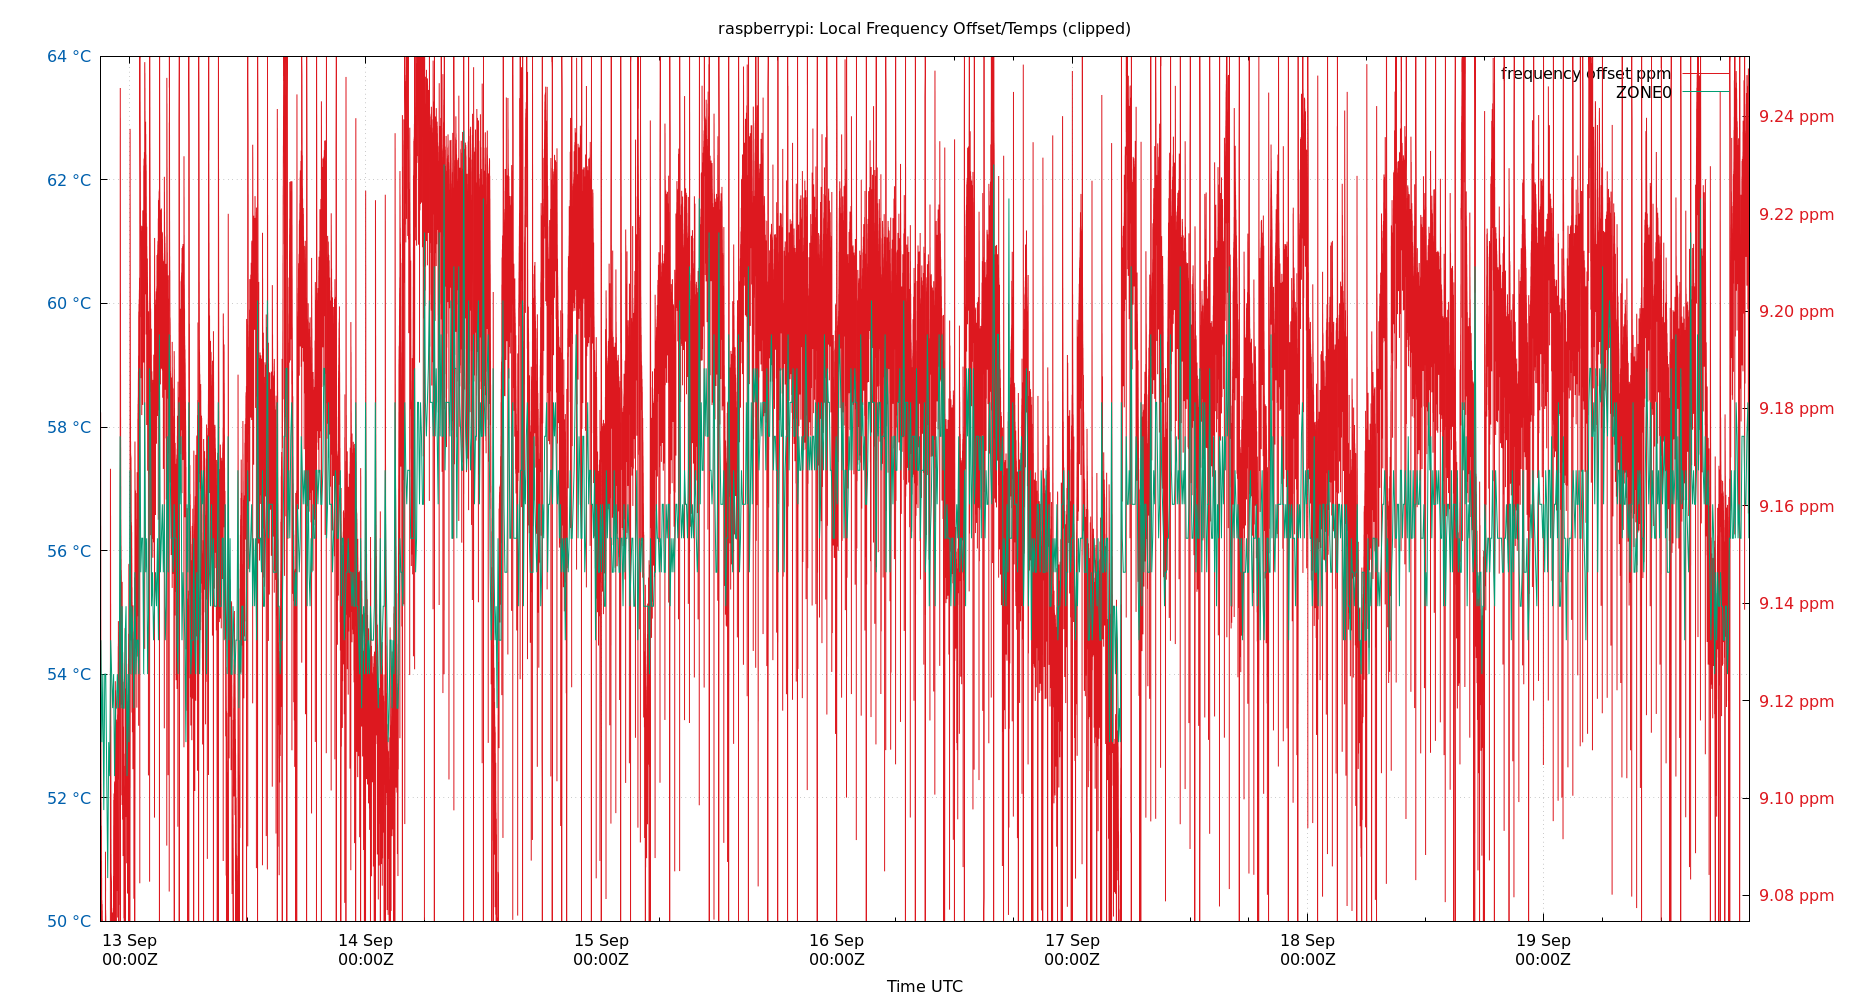 raspberrypi: Local Frequency Offset/Temps (clipped)
64 °C
frequency offset ppm
ZONE0
9.24 ppm
62 °C
9.22 ppm
60 °C
9.20 ppm
58 °C
9.18 ppm
9.16 ppm
56 °C
9.14 ppm
54 °C
9.12 ppm
52 °C
9.10 ppm
9.08 ppm
50 °C
13 Sep 14 Sep 15 Sep 16 Sep 17 Sep 18 Sep 19 Sep
00:00Z 00:00Z 00:00Z 00:00Z 00:00Z 00:00Z 00:00Z
Time UTC